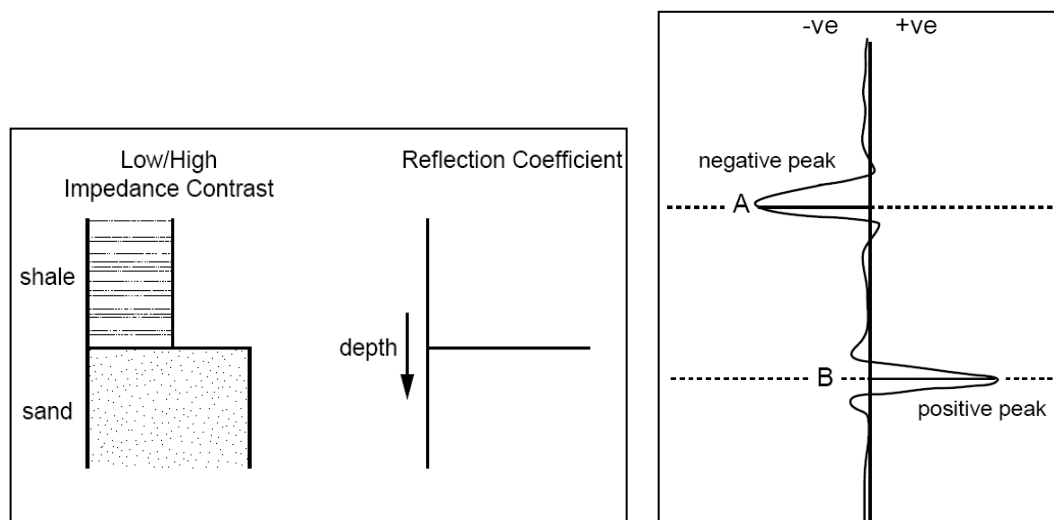 Low/High
Impedance Contrast
Reflection Coefficient
shale
depth
sand
-ve +ve
negative peak
A
B
positive peak